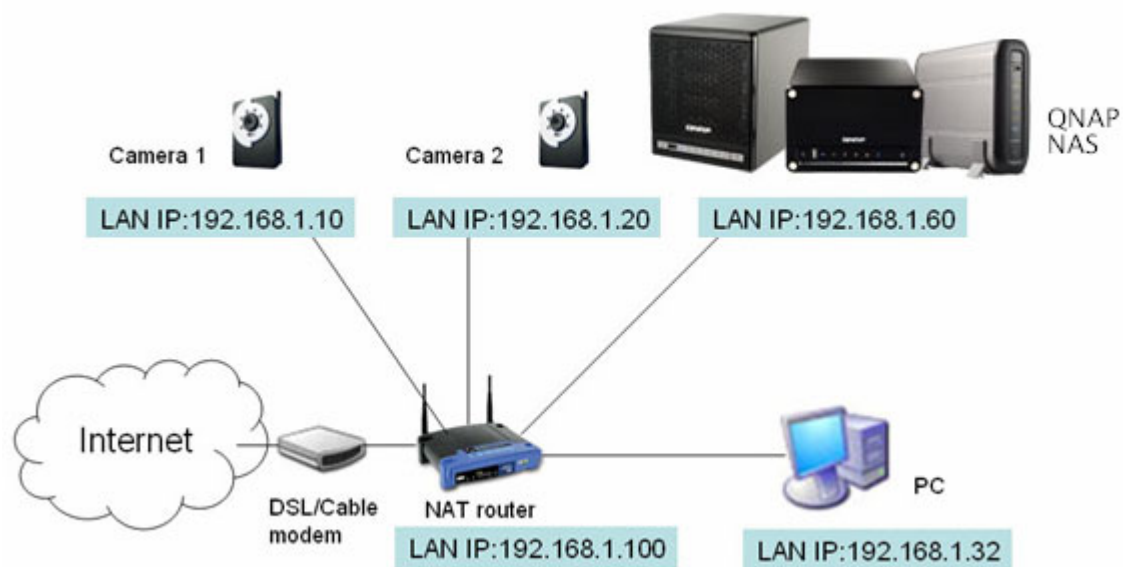 QNAP
NAS
Camera 1
Camera 2
LAN IP:192.168.1.10
LAN IP:192.168.1.20
LAN IP:192.168.1.60
Internet
DSL/Cable
modem
NAT router
PC
LAN IP:192.168.1.100
LAN IP:192.168.1.32